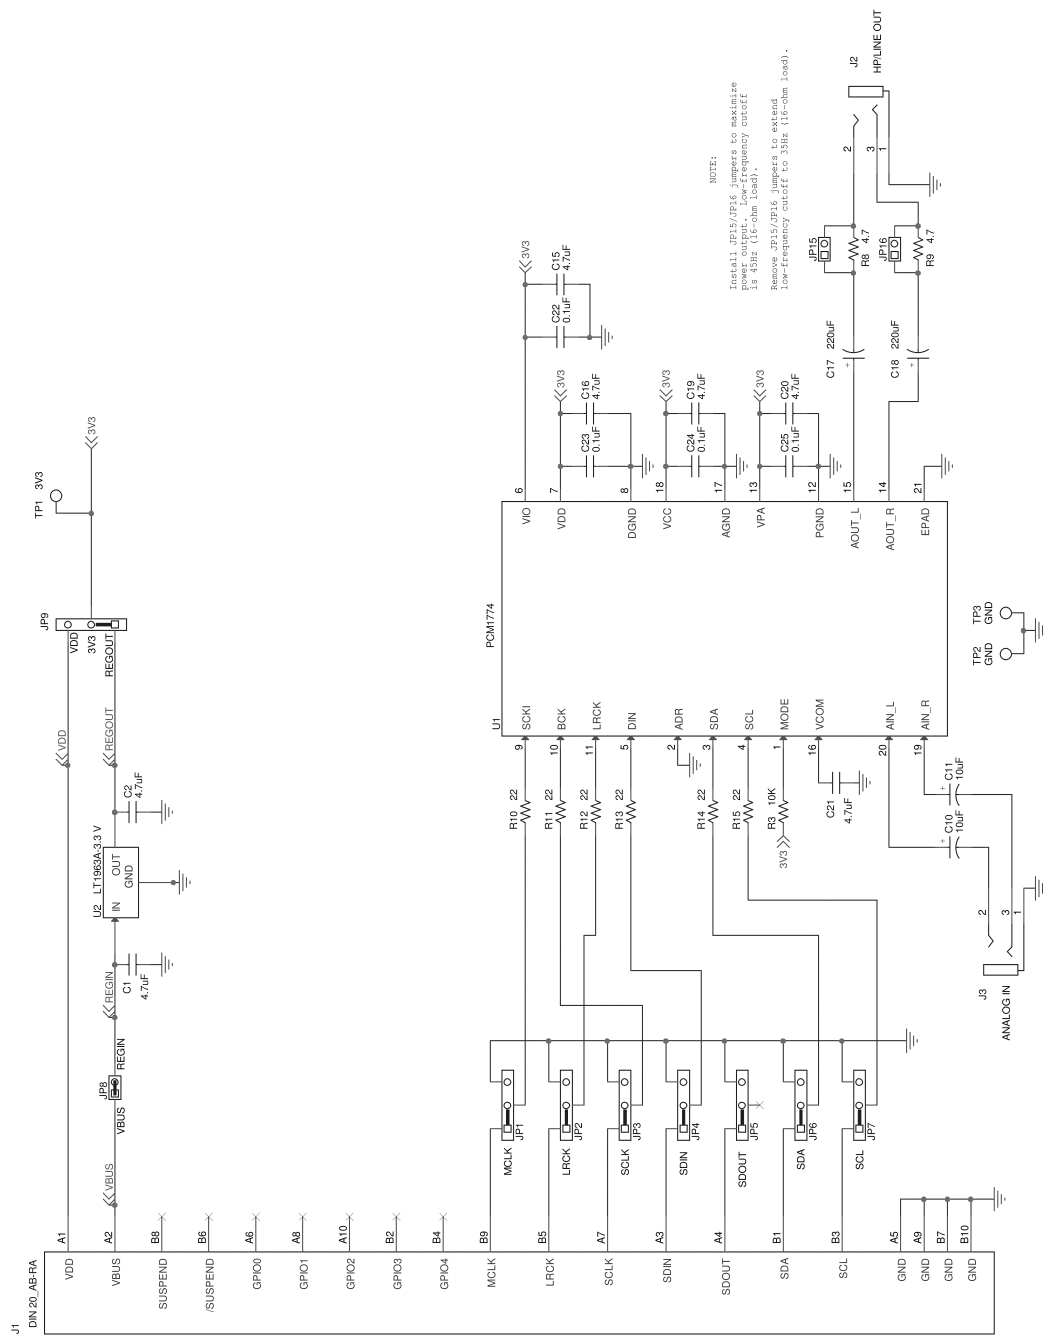 J1
DIN 20_AB-RA
VDD
A1
VBUS
A2
SUSPEND
B8
/SUSPEND
B6
GPIO0
A6
GPIO1
A8
GPIO2
A10
GPIO3
B2
GPIO4
B4
MCLK
B9
LRCK
B5
SCLK
A7
SDIN
A3
SDOUT
A4
SDA
B1
SCL
B3
GND
A5
GND
A9
GND
B7
GND
B10
VBUS
VBUS
JP8
REGIN
REGIN
C1
4.7uF
U2
LT1963A-3.3 V
IN
OUT
GND
C2
4.7uF
VDD
REGOUT
JP9
VDD
3V3
REGOUT
TP1
3V3
3V3
MCLK
JP1
LRCK
JP2
SCLK
JP3
SDIN
JP4
SDOUT
JP5
SDA
JP6
SCL
JP7
R10
22
R11
22
R12
22
R13
22
R14
22
R15
22
3V3
R3
10K
C21
4.7uF
C10
10uF
+
C11
10uF
+
J3
ANALOG IN
2
3
1
U1
PCM1774
9
SCKI
10
BCK
11
LRCK
5
DIN
2
ADR
3
SDA
4
SCL
1
MODE
16
VCOM
20
AIN_L
19
AIN_R
VIO
6
VDD
7
DGND
8
VCC
18
AGND
17
VPA
13
PGND
12
AOUT_L
15
AOUT_R
14
EPAD
21
TP2
GND
TP3
GND
C22
0.1uF
C15
4.7uF
3V3
C23
0.1uF
C16
4.7uF
3V3
C24
0.1uF
C19
4.7uF
3V3
C25
0.1uF
C20
4.7uF
3V3
C17
220uF
+
C18
220uF
+
JP15
R8
4.7
JP16
R9
4.7
2
3
1
J2
HP/LINE OUT
NOTE:
Install JP15/JP16 jumpers to maximize
power output.  Low-frequency cutoff
is 45Hz (16-ohm load).
Remove JP15/JP16 jumpers to extend
low-frequency cutoff to 35Hz (16-ohm load).